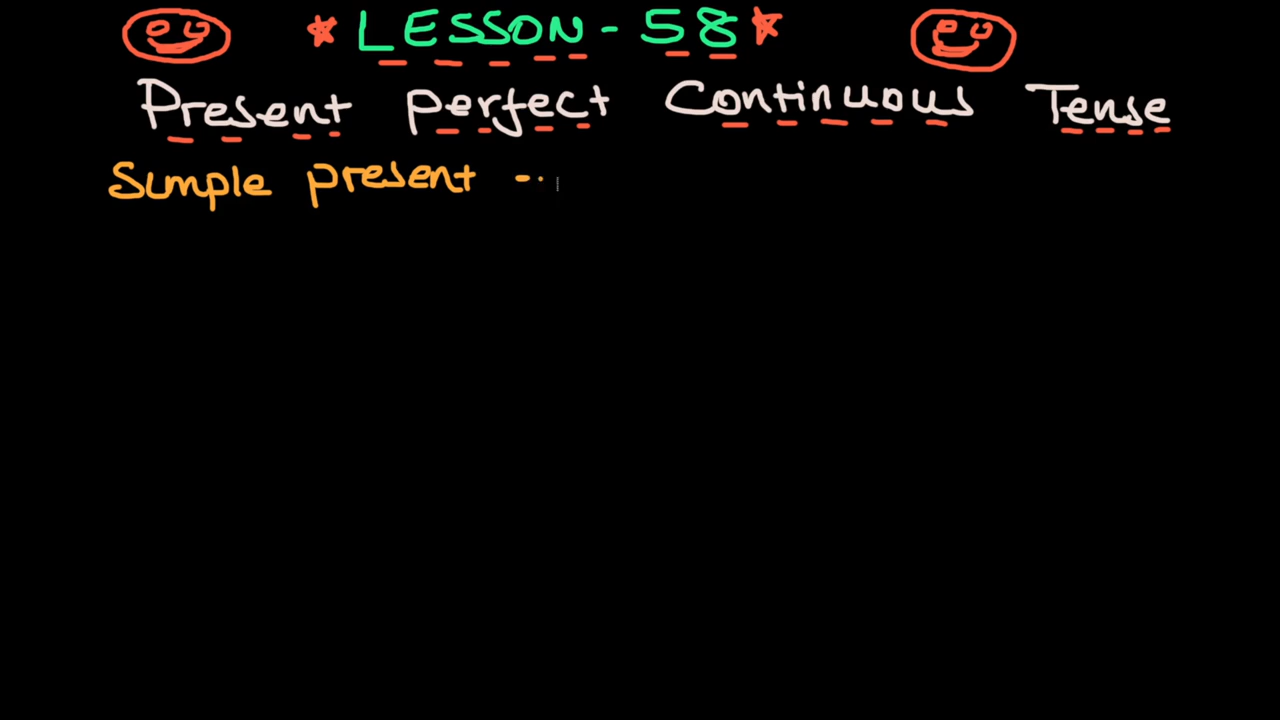 * LESSON - 58 *
Present perfect Continuous Tense
Simple present -